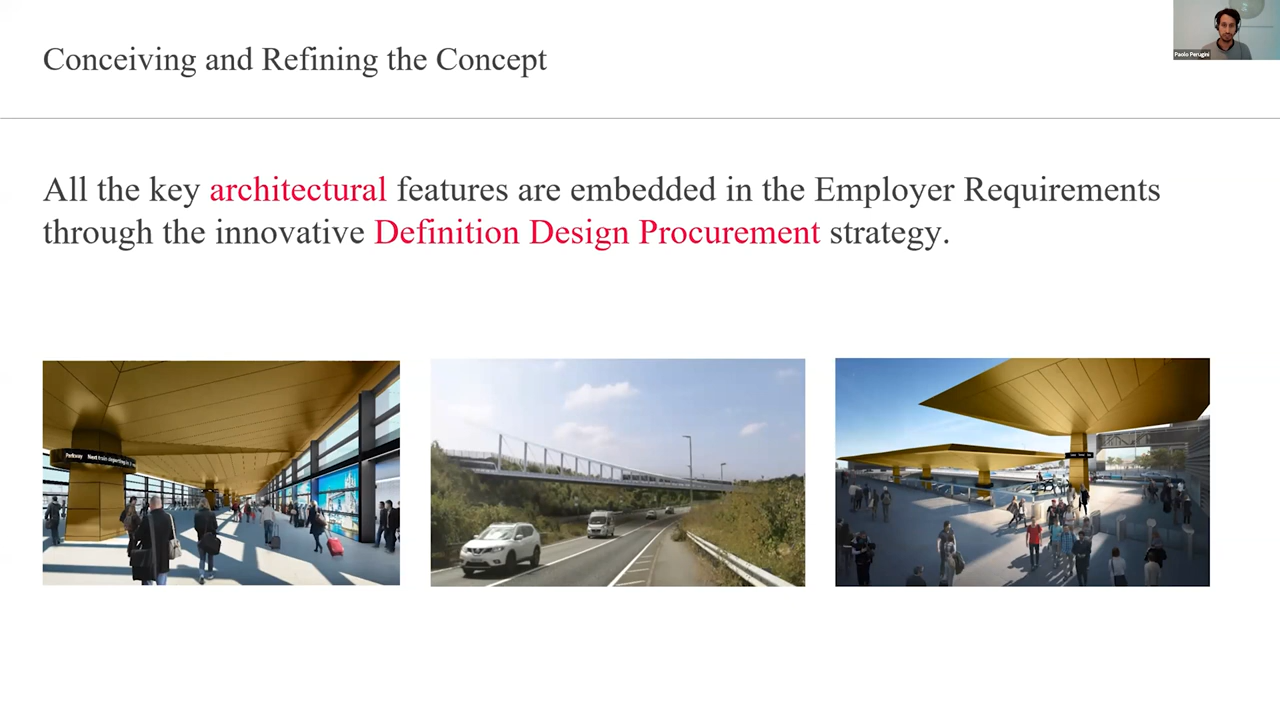 Conceiving and Refining the Concept
Paolo Perugini
All the key architectural features are embedded in the Employer Requirements
through the innovative Definition Design Procurement strategy.
Parkway Next train departing in